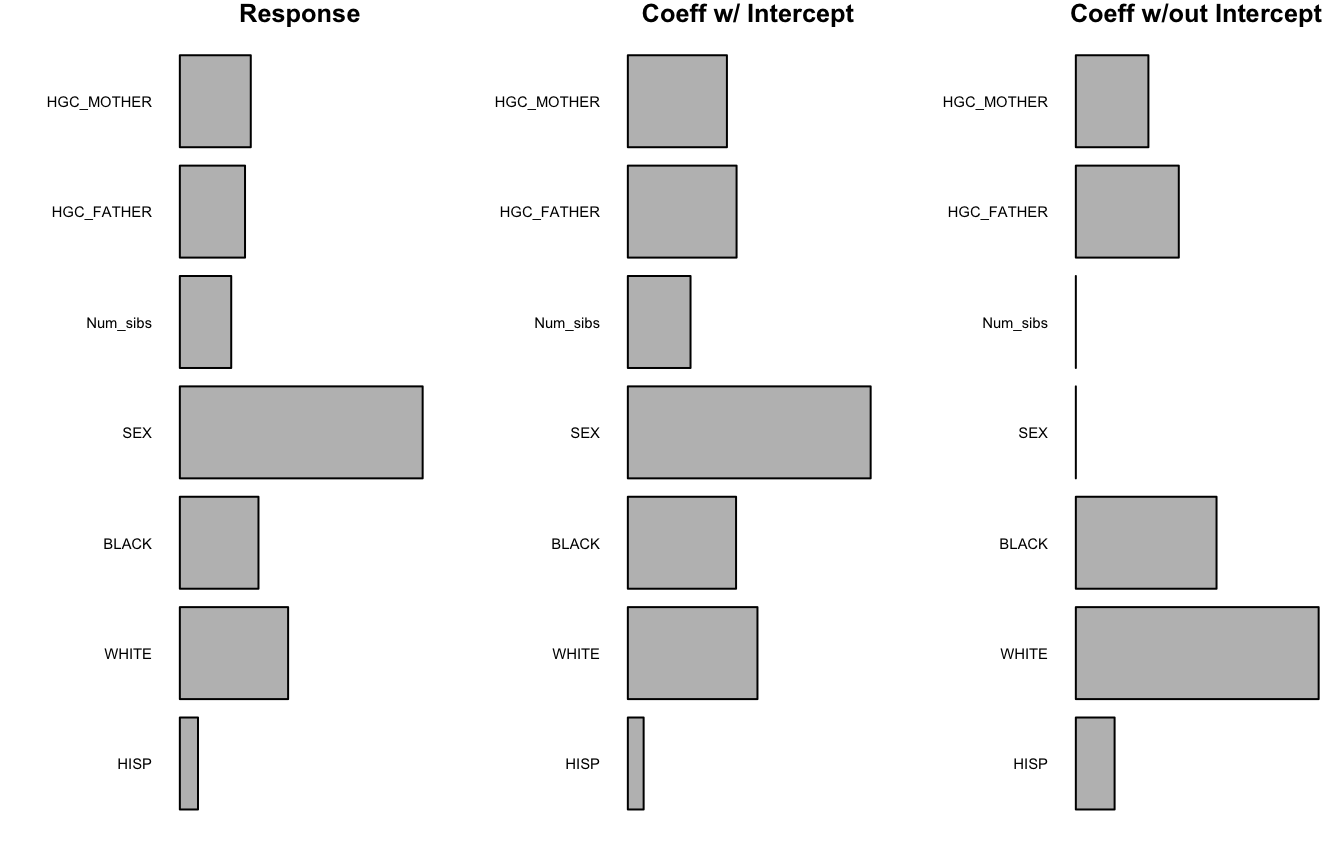 Response
HGC_MOTHER
HGC_FATHER
Num_sibs
SEX
BLACK
WHITE
HISP
Coeff w/ Intercept
HGC_MOTHER
HGC_FATHER
Num_sibs
SEX
BLACK
WHITE
HISP
Coeff w/out Intercept
HGC_MOTHER
HGC_FATHER
Num_sibs
SEX
BLACK
WHITE
HISP